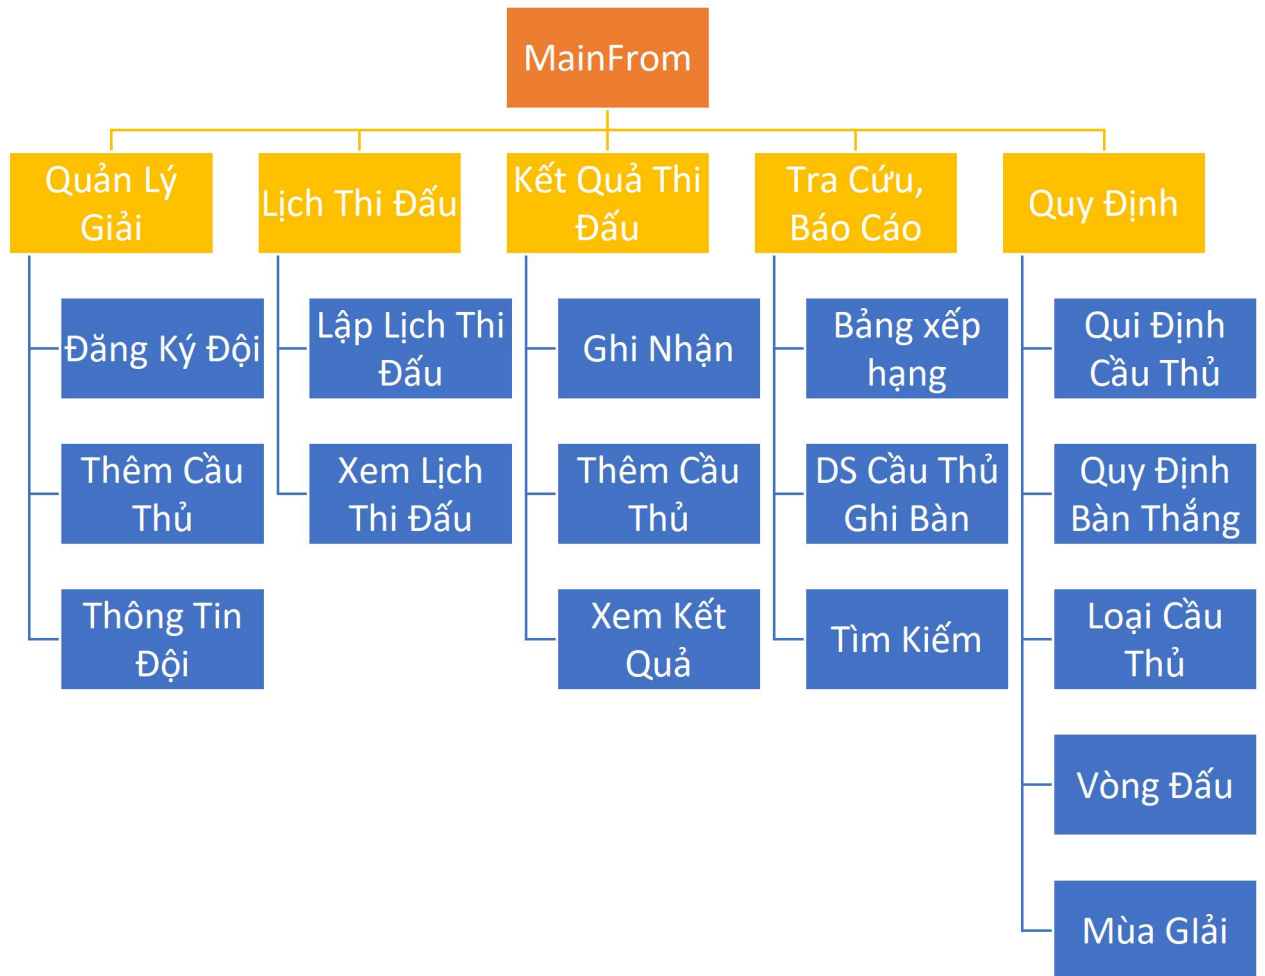 MainFrom
Quản Lý
Giải
Lịch Thi Đấu
Kết Quả Thi
Đấu
Tra Cứu,
Báo Cáo
Quy Định
Đăng Ký Đội
Thêm Cầu
Thủ
Thông Tin
Đội
Lập Lịch Thi
Đấu
Xem Lịch
Thi Đấu
Ghi Nhận
Thêm Cầu
Thủ
Xem Kết
Quả
Bảng xếp
hạng
DS Cầu Thủ
Ghi Bàn
Tìm Kiếm
Qui Định
Cầu Thủ
Quy Định
Bàn Thắng
Loại Cầu
Thủ
Vòng Đấu
Mùa GIải